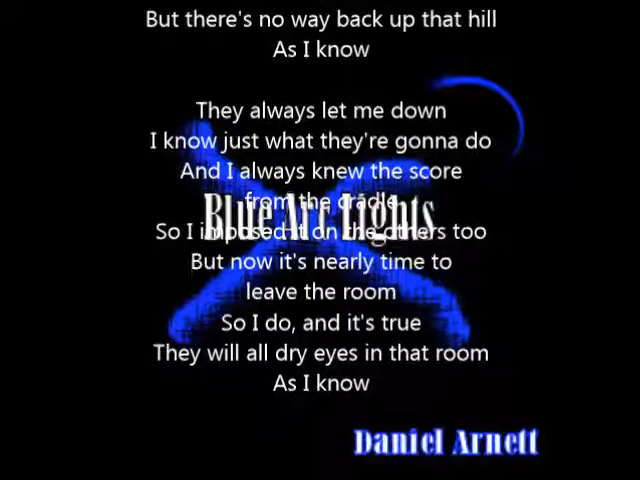 But there's no way back up that hill
As I know
They always let me down
I know just what they're gonna do
And I always knew the score
from the cradle
Blue Arc Lights
So I imposed it on the others too
But now it's nearly time to
leave the room
So I do, and it's true
They will all dry eyes in that room
As I know
Daniel Arnett